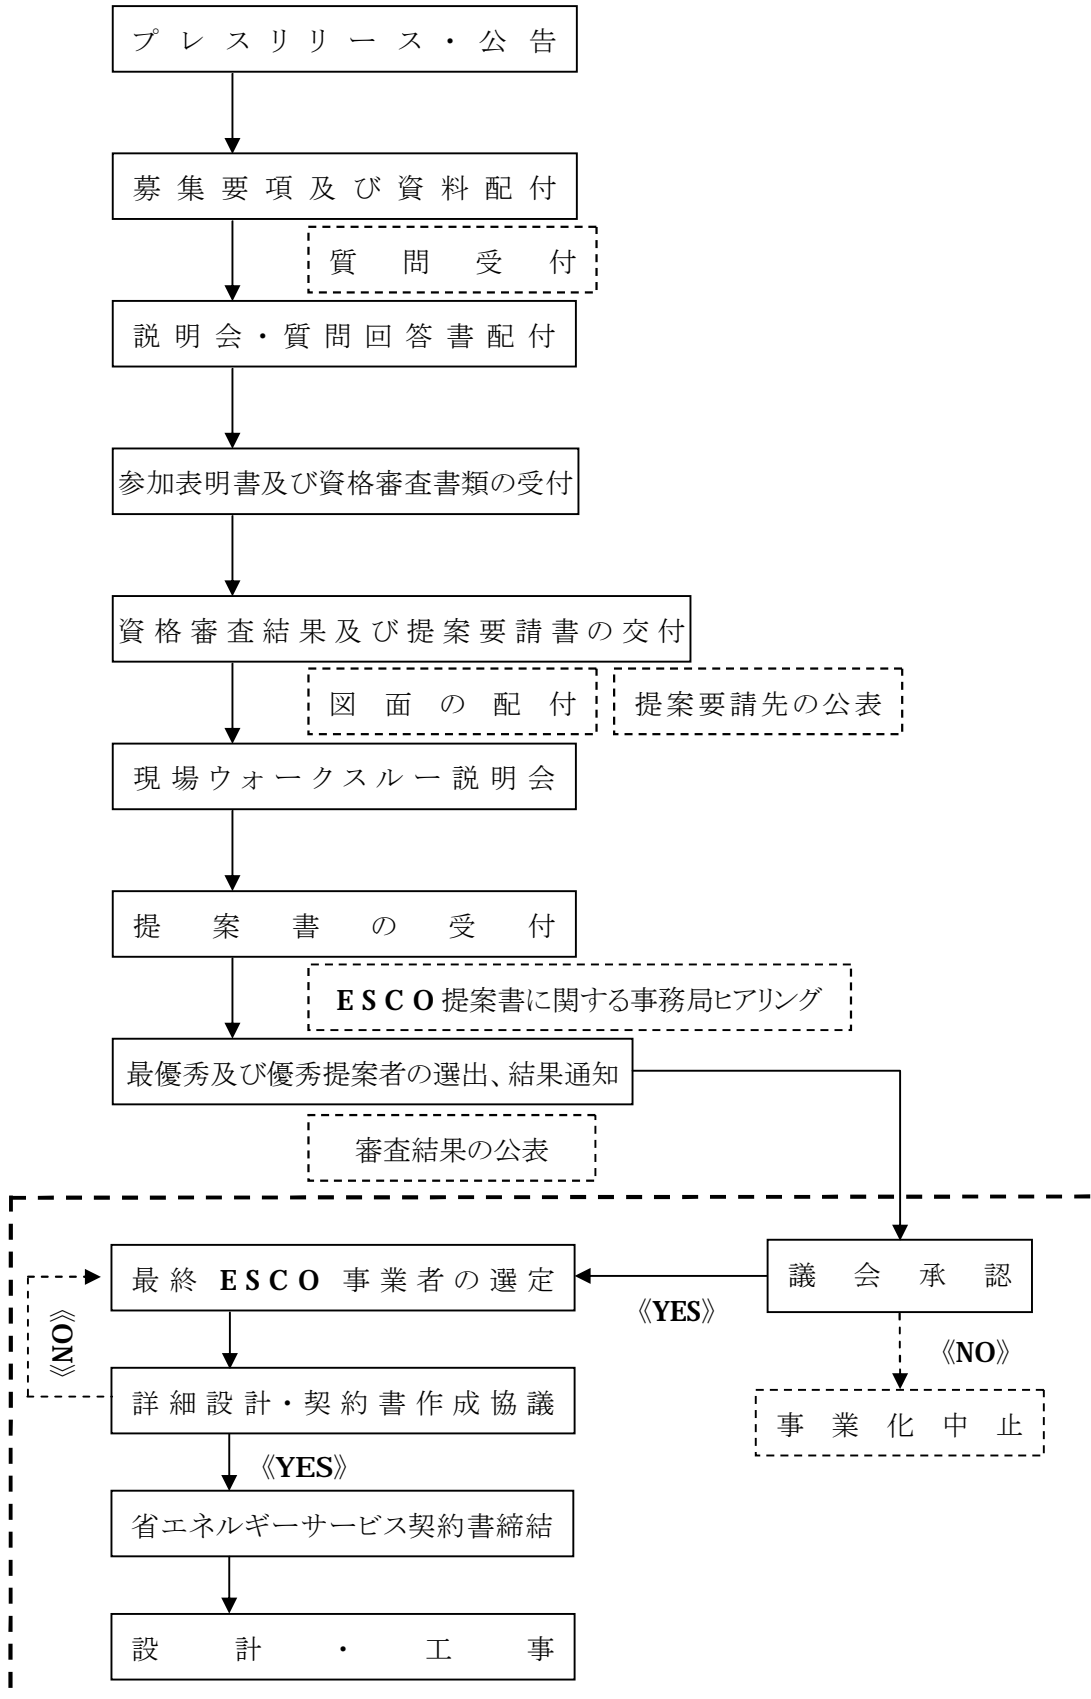 プレスリリース・公告
募集要項及び資料配付
質問受付
説明会・質問回答書配付
参加表明書及び資格審査書類の受付
資格審査結果及び提案要請書の交付
図面の配付
提案要請先の公表
現場ウォークスルー説明会
提案書の受付
ESCO提案書に関する事務局ヒアリング
最優秀及び優秀提案者の選出、結果通知
審査結果の公表
最終ESCO事業者の選定
議会承認
《YES》
《NO》
《NO》
詳細設計・契約書作成協議
事業化中止
《YES》
省エネルギーサービス契約書締結
設計・工事